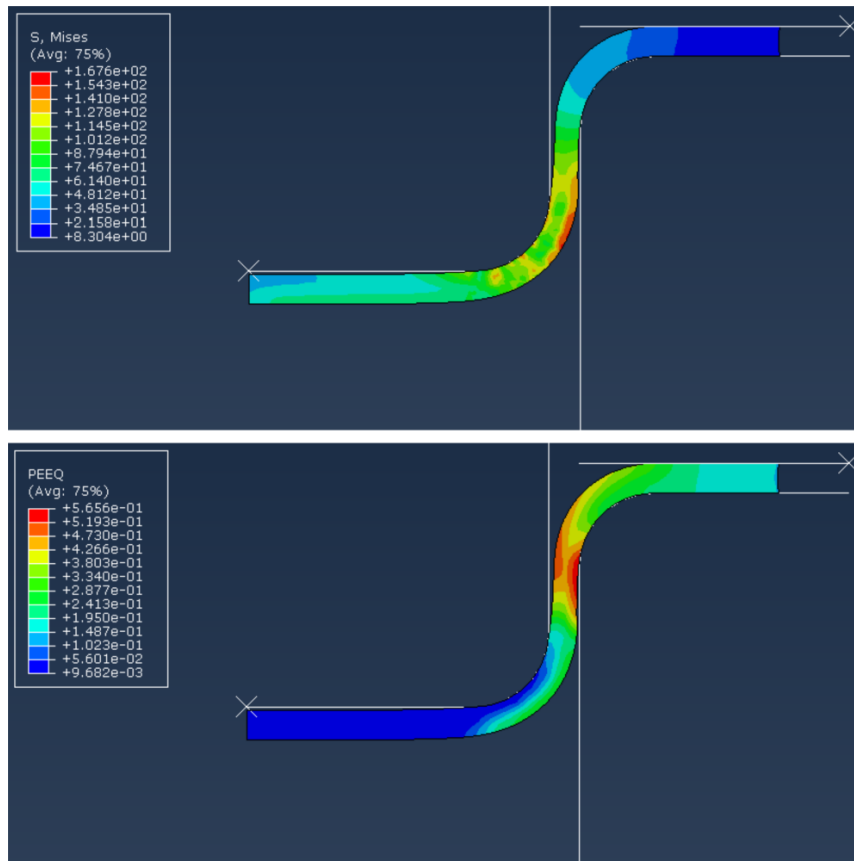 S, Mises
(Avg: 75%)
+1.676e+02
+1.543e+02
+1.410e+02
+1.278e+02
+1.145e+02
+1.012e+02
+8.794e+01
+7.467e+01
+6.140e+01
+4.812e+01
+3.485e+01
+2.158e+01
+8.304e+00
PEEQ
(Avg: 75%)
+5.656e-01
+5.193e-01
+4.730e-01
+4.266e-01
+3.803e-01
+3.340e-01
+2.877e-01
+2.413e-01
+1.950e-01
+1.487e-01
+1.023e-01
+5.601e-02
+9.682e-03